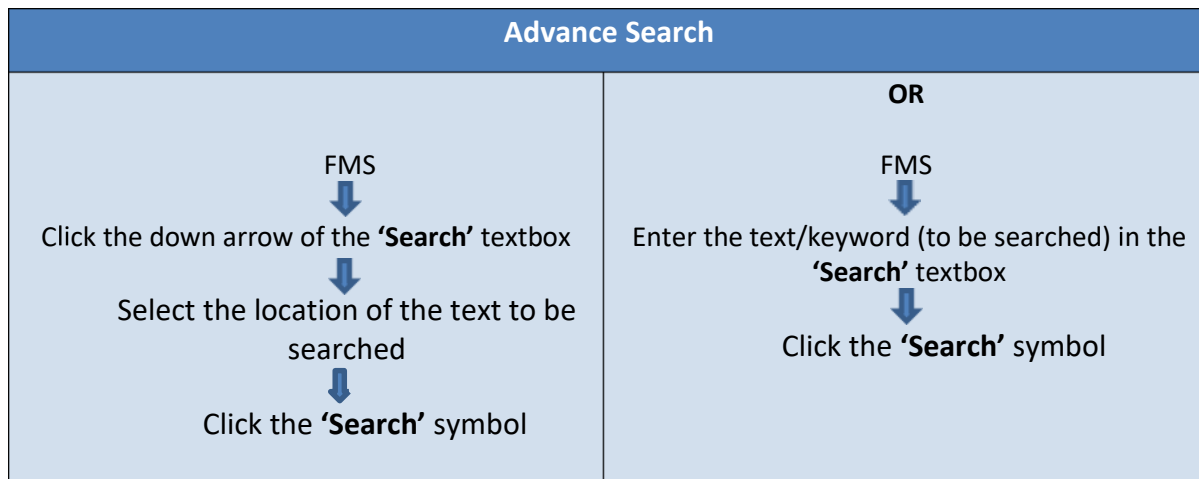 Advance Search
FMS
Click the down arrow of the ‘Search’ textbox
Select the location of the text to be
searched
Click the ‘Search’ symbol
OR
FMS
Enter the text/keyword (to be searched) in the
‘Search’ textbox
Click the ‘Search’ symbol